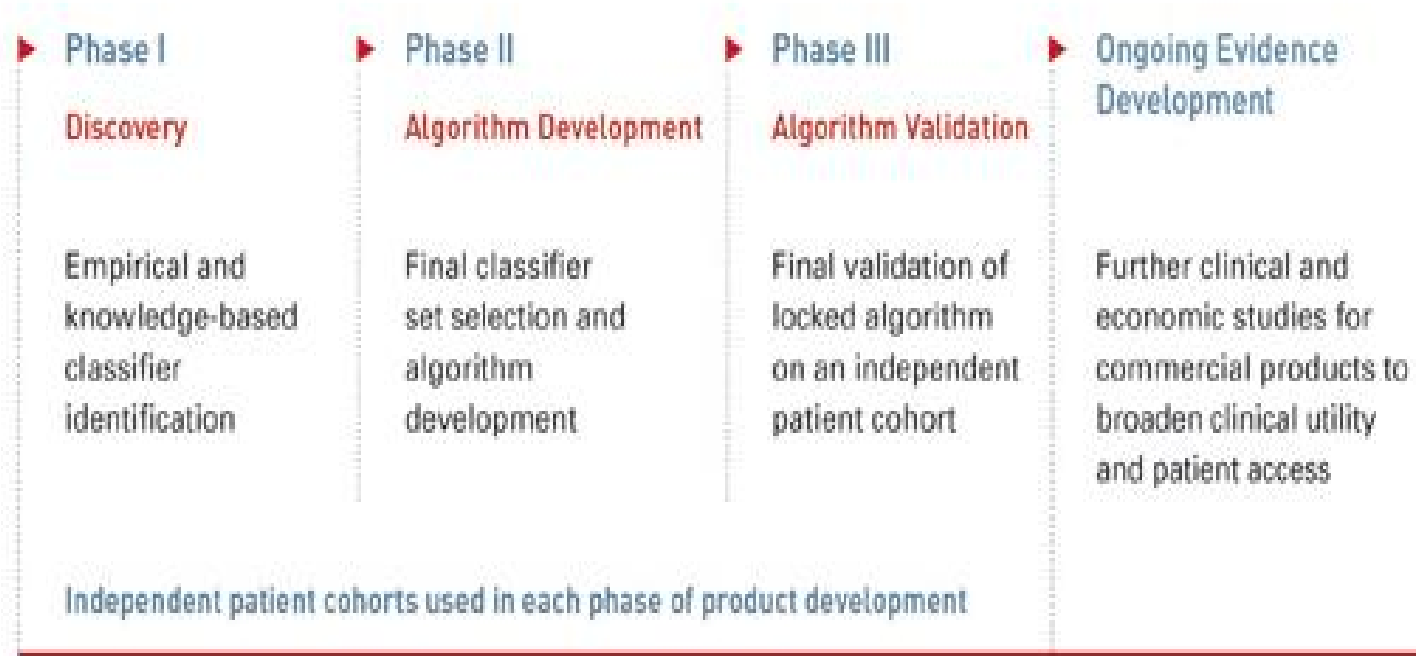 Phase I
Discovery
Empirical and
knowledge-based
classifier
identification
Phase II
Algorithm Development
Final classifier
set selection and
algorithm
development
Phase III
Algorithm Validation
Final validation of
locked algorithm
on an independent
patient cohort
Ongoing Evidence
Development
Further clinical and
economic studies for
commercial products to
broaden clinical utility
and patient access
Independent patient cohorts used in each phase of product development